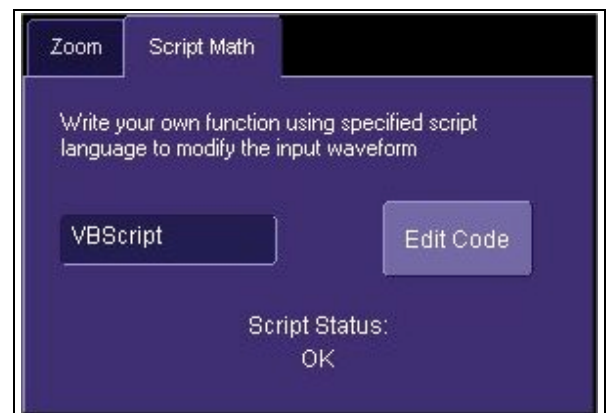 Zoom
Script Math
Write your own function using specified script
language to modify the input waveform
VBScript
Edit Code
Script Status:
OK